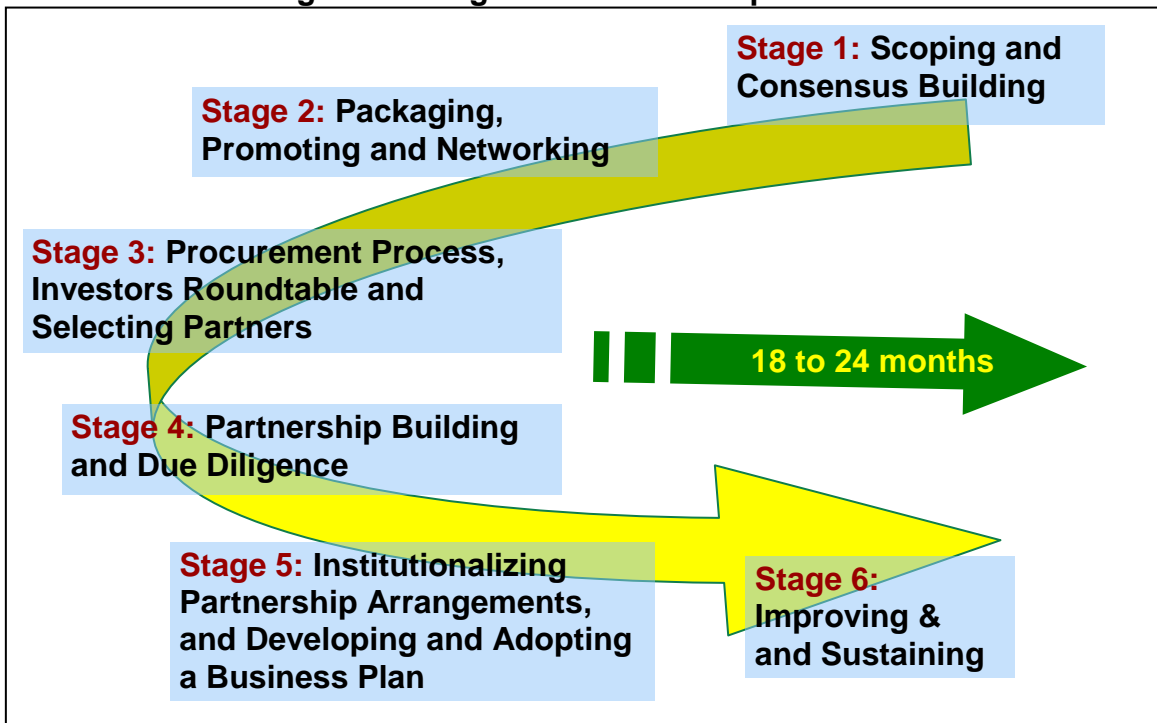 Stage 1: Scoping and
Consensus Building
Stage 2: Packaging,
Promoting and Networking
Stage 3: Procurement Process,
Investors Roundtable and
Selecting Partners
18 to 24 months
Stage 4: Partnership Building
and Due Diligence
Stage 5: Institutionalizing
Partnership Arrangements,
and Developing and Adopting
a Business Plan
Stage 6:
Improving &
and Sustaining